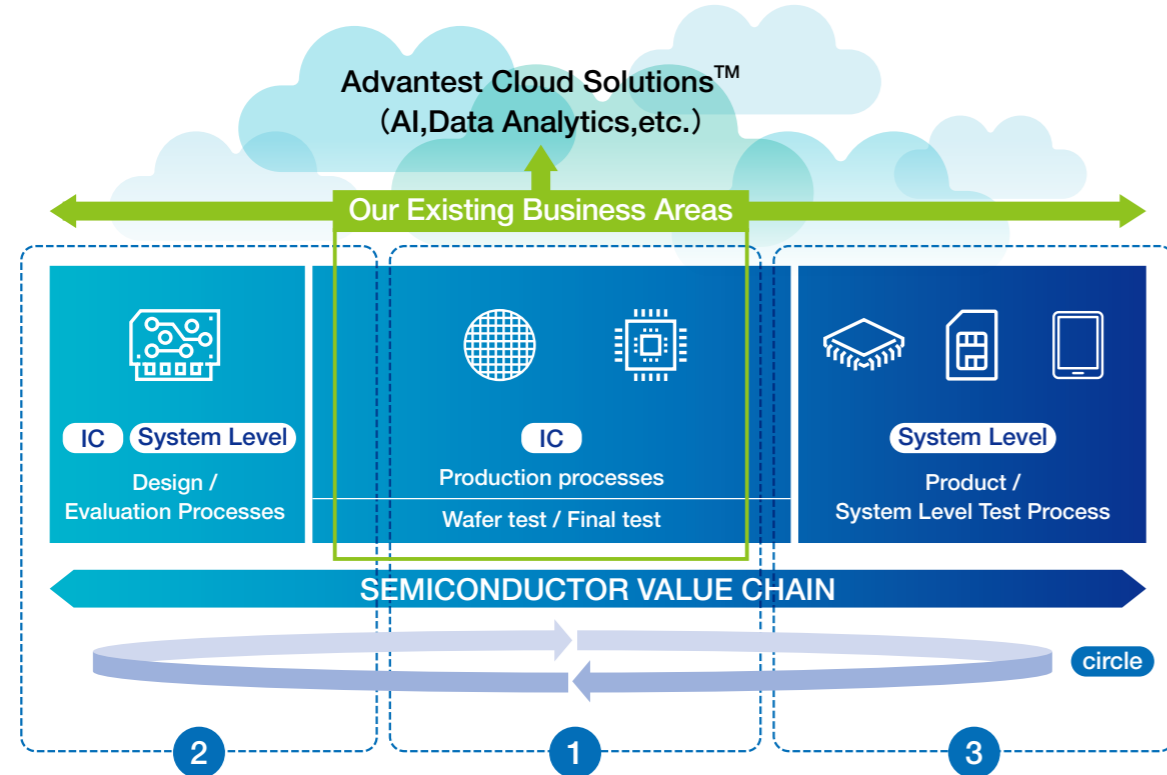 Advantest Cloud Solutions™
（AI,Data Analytics,etc.）
Our Existing Business Areas
IC
System Level
Design /
Evaluation Processes
IC
Production processes
Wafer test / Final test
System Level
Product /
System Level Test Process
SEMICONDUCTOR VALUE CHAIN
circle
2
1
3